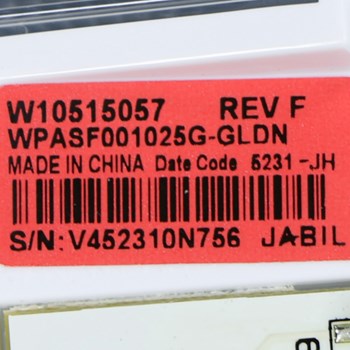 W10515057 REV F
WPASF001025G-GLDN
MADE IN CHINA Date Code 5231-JH
S/N:V452310N756 JABIL